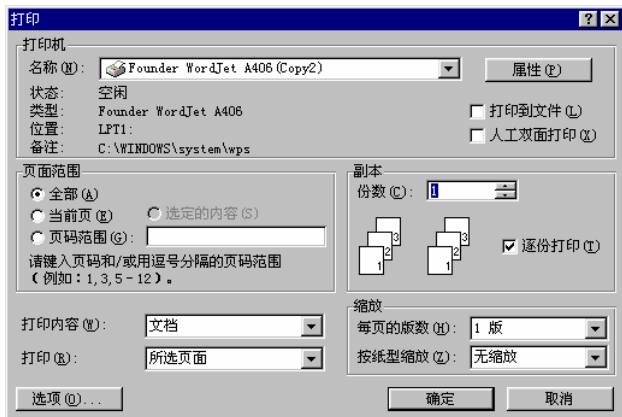 打印
打印机
名称(N): Founder WordJet A406(Copy2) 属性(P)
状态: 空闲
类型: Founder WordJet A406 打印到文件(L)
位置: LPT1: 人工双面打印(X)
备注: C:\WINDOWS\system\wps
页面范围
全部(A)
当前页(E) 选定的内容(S)
页码范围(G):
请键入页码和/或用逗号分隔的页码范围
(例如:1,3,5-12)。
副本
份数(C): 1
3 3
2 2
1 1
逐份打印(T)
打印内容(W): 文档
打印(R): 所选页面
缩放
每页的版数(H): 1 版
按纸型缩放(Z): 无缩放
选项(O)... 确定 取消